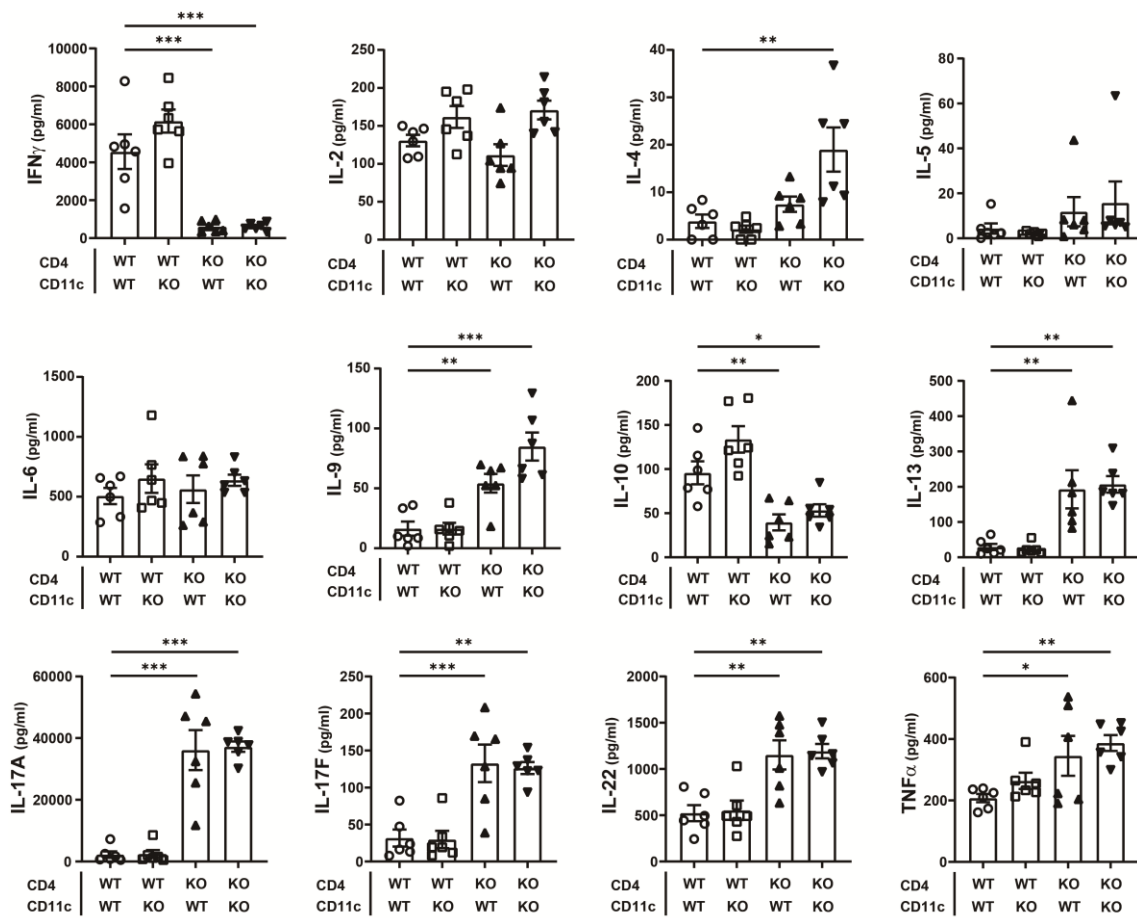 ***
***
IFNγ (pg/ml)
10000
8000
6000
4000
2000
0
CD4 WT WT KO KO
CD11c WT KO WT KO
IL-2 (pg/ml)
250
200
150
100
50
0
CD4 WT WT KO KO
CD11c WT KO WT KO
**
IL-4 (pg/ml)
40
30
20
10
0
CD4 WT WT KO KO
CD11c WT KO WT KO
IL-5 (pg/ml)
80
60
40
20
0
CD4 WT WT KO KO
CD11c WT KO WT KO
IL-6 (pg/ml)
1500
1000
500
0
CD4 WT WT KO KO
CD11c WT KO WT KO
***
**
IL-9 (pg/ml)
150
100
50
0
CD4 WT WT KO KO
CD11c WT KO WT KO
*
**
IL-10 (pg/ml)
200
150
100
50
0
CD4 WT WT KO KO
CD11c WT KO WT KO
**
**
IL-13 (pg/ml)
500
400
300
200
100
0
CD4 WT WT KO KO
CD11c WT KO WT KO
***
***
IL-17A (pg/ml)
60000
40000
20000
0
CD4 WT WT KO KO
CD11c WT KO WT KO
**
***
IL-17F (pg/ml)
250
200
150
100
50
0
CD4 WT WT KO KO
CD11c WT KO WT KO
**
**
IL-22 (pg/ml)
2000
1500
1000
500
0
CD4 WT WT KO KO
CD11c WT KO WT KO
**
*
TNFα (pg/ml)
600
400
200
0
CD4 WT WT KO KO
CD11c WT KO WT KO